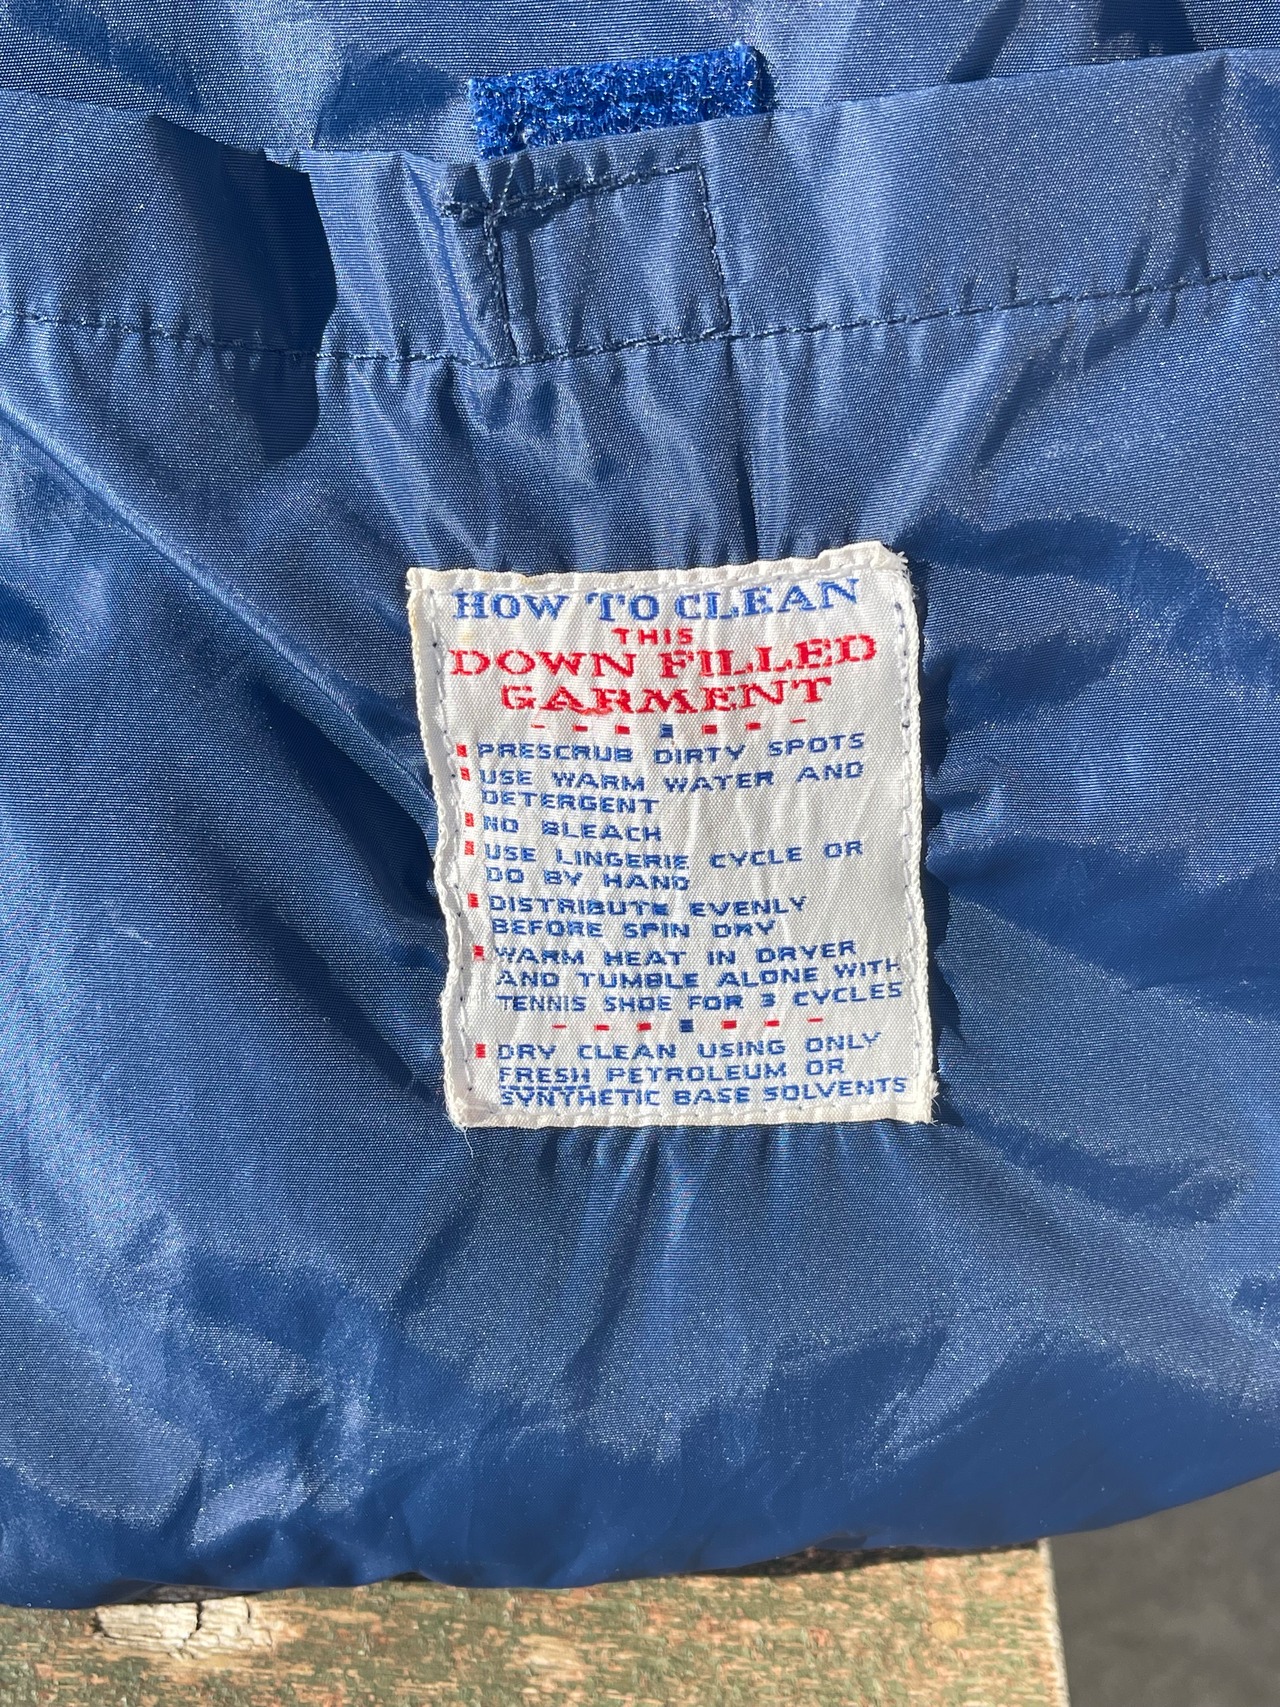 HOW TO CLEAN
THIS
DOWN FILLED
GARMENT
PRESCRUB DIRTY SPOTS
USE WARM WATER AND
DETERGENT
NO BLEACH
USE LINGERIE CYCLE OR
DO BY HAND
DISTRIBUTE EVENLY
BEFORE SPIN DRY
WARM HEAT IN DRYER
AND TUMBLE ALONE WITH
TENNIS SHOE FOR 3 CYCLES
DRY CLEAN USING ONLY
FRESH PETROLEUM OR
SYNTHETIC BASE SOLVENTS